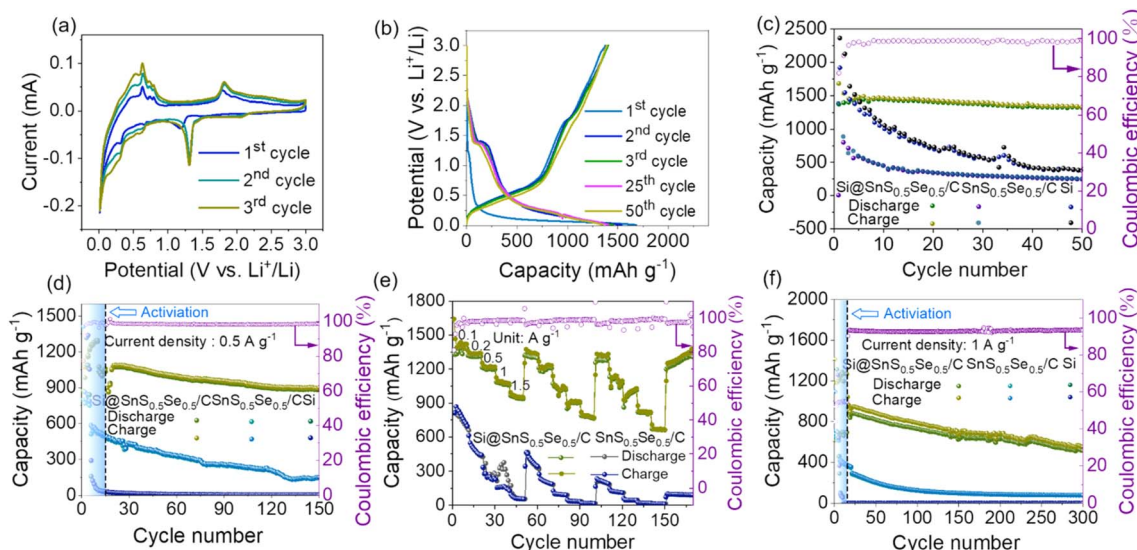 (a)
Current (mA)
0.1
0.0
-0.1
-0.2
1st cycle
2nd cycle
3rd cycle
0.0 0.5 1.0 1.5 2.0 2.5 3.0
Potential (V vs. Li+/Li)
(b)
Potential (V vs. Li+/Li)
3.0
2.5
2.0
1.5
1.0
0.5
0.0
1st cycle
2nd cycle
3rd cycle
25th cycle
50th cycle
0 500 1000 1500 2000
Capacity (mAh g-1)
(c)
Capacity (mAh g-1)
2500
2250
2000
1750
1500
1250
1000
750
500
250
0
-500
100
80
60
40
20
0
Coulombic efficiency (%)
Si@SnS0.5Se0.5/C SnS0.5Se0.5/C Si
Discharge
Charge
0 10 20 30 40 50
Cycle number
(d)
Capacity (mAh g-1)
1500
1200
900
600
300
0
Activiation
Current density : 0.5 A g-1
Si@SnS0.5Se0.5/CSnS0.5Se0.5/CSi
Discharge
Charge
100
80
60
40
20
0
Coulombic efficiency (%)
0 30 60 90 120 150
Cycle number
(e)
Capacity (mAh g-1)
1800
1500
1200
900
600
300
0
0.1
0.2
0.5
1
1.5
Unit: A g-1
Si@SnS0.5Se0.5/C SnS0.5Se0.5/C
Discharge
Charge
100
80
60
40
20
0
Coulombic efficiency (%)
0 30 60 90 120 150
Cycle number
(f)
Capacity (mAh g-1)
2000
1600
1200
800
400
0
Activiation
Current density: 1 A g-1
Si@SnS0.5Se0.5/C SnS0.5Se0.5/C Si
Discharge
Charge
100
80
60
40
20
0
Coulombic efficiency (%)
0 50 100 150 200 250 300
Cycle number